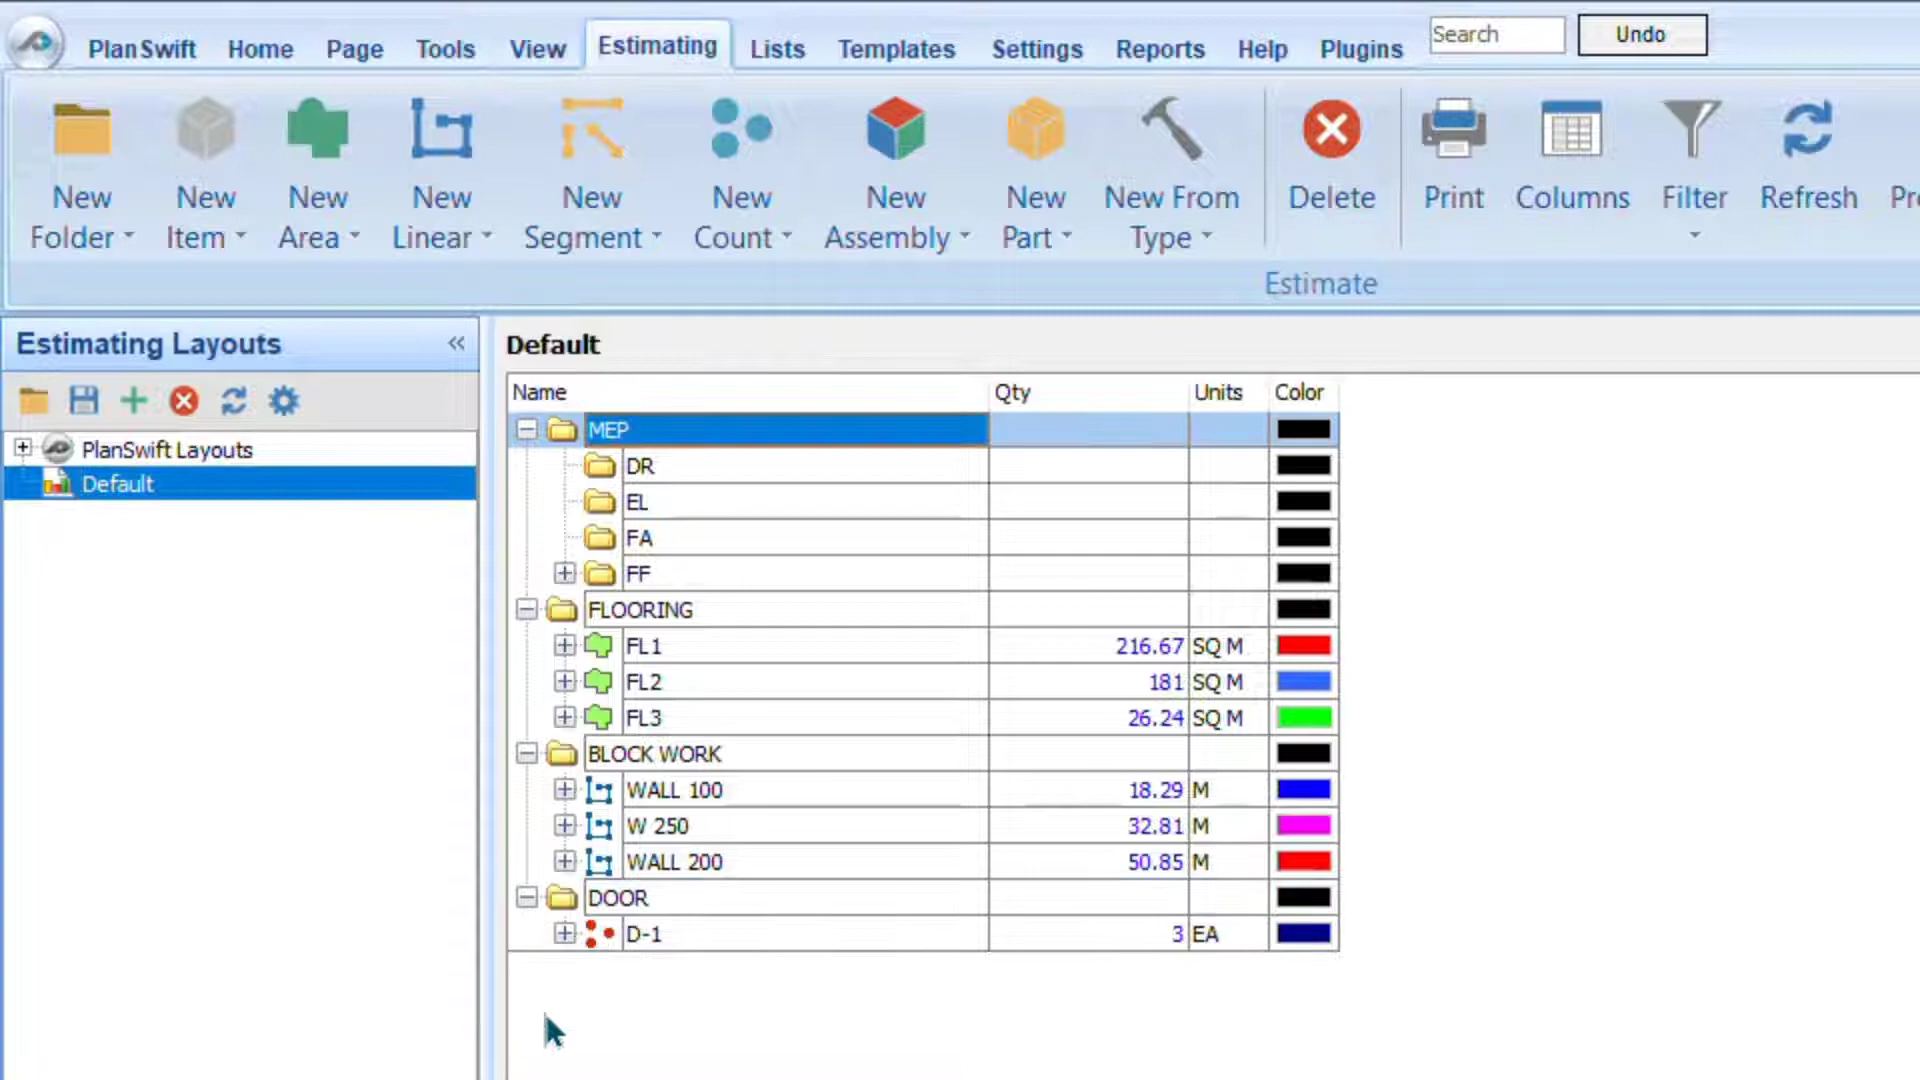 PlanSwift Home Page Tools View Estimating Lists Templates Settings Reports Help Plugins Search Undo
New Folder New Item New Area New Linear New Segment New Count New Assembly New Part New From Type Delete Print Columns Filter Refresh
Estimate
Estimating Layouts «
PlanSwift Layouts
Default
Default
Name Qty Units Color
MEP
DR
EL
FA
FF
FLOORING
FL1 216.67 SQ M
FL2 181 SQ M
FL3 26.24 SQ M
BLOCK WORK
WALL 100 18.29 M
W 250 32.81 M
WALL 200 50.85 M
DOOR
D-1 3 EA